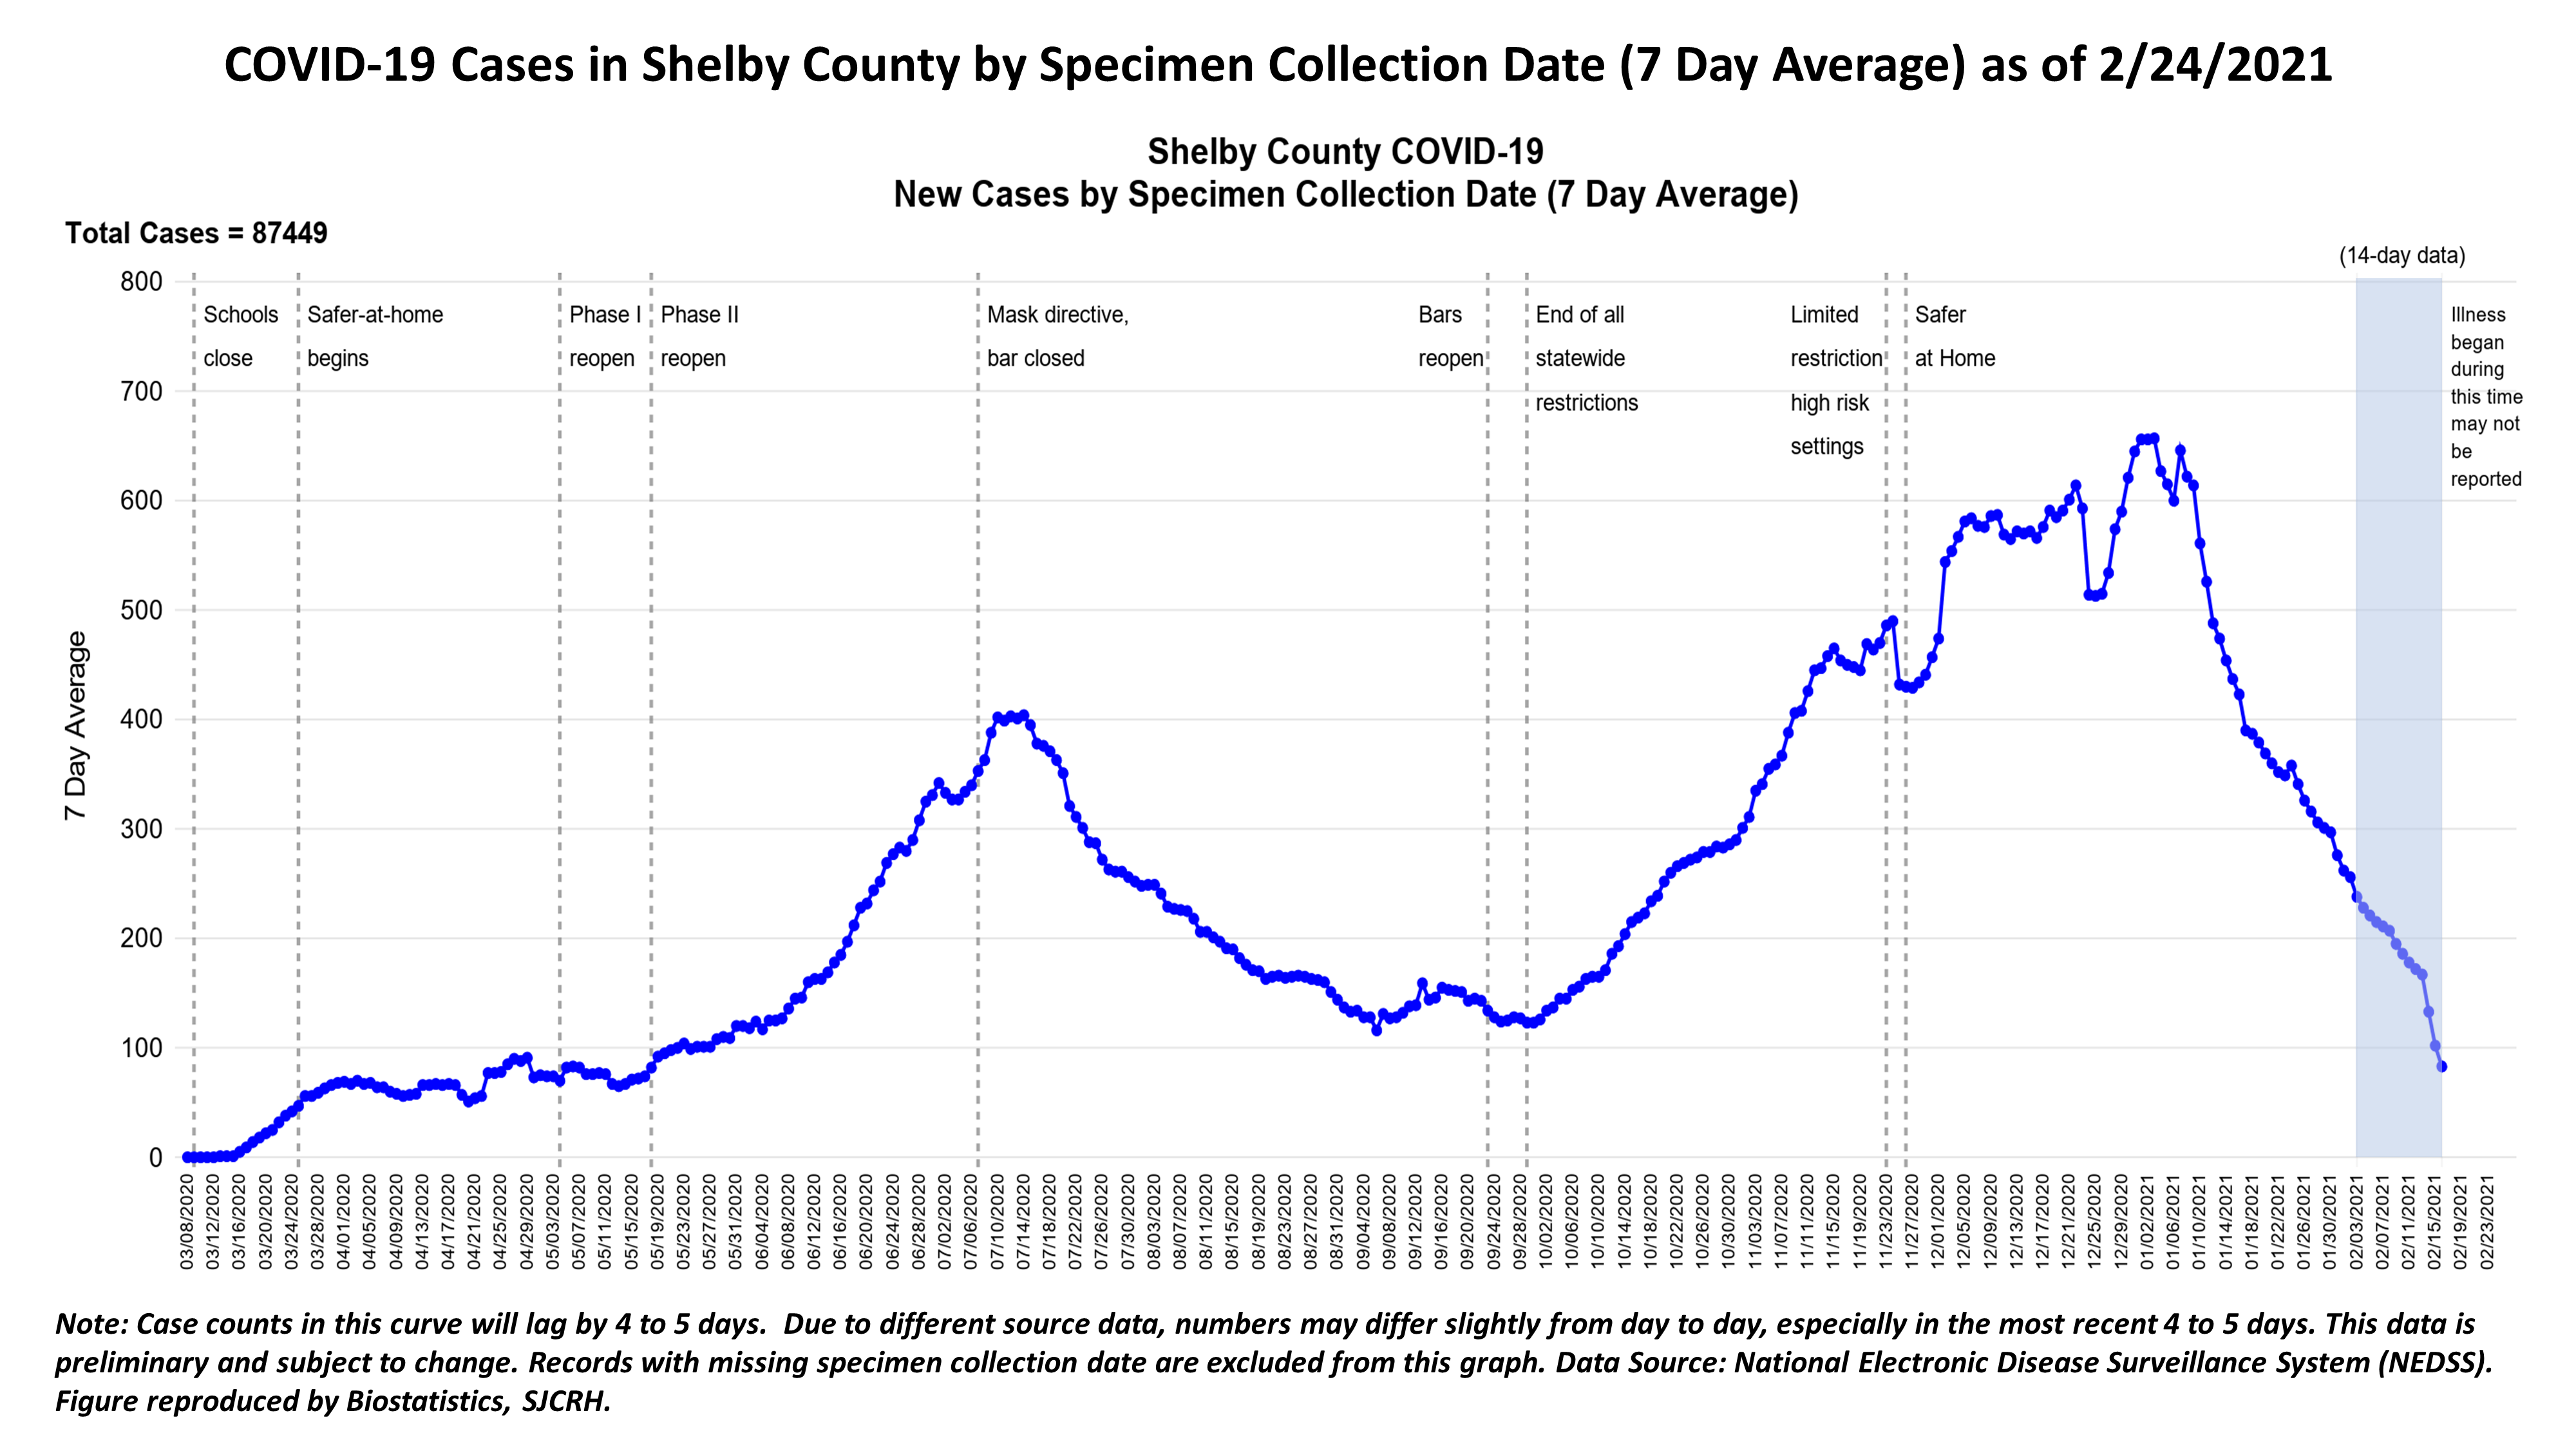 COVID-19 Cases in Shelby County by Specimen Collection Date (7 Day Average) as of 2/24/2021
Shelby County COVID-19
New Cases by Specimen Collection Date (7 Day Average)
Total Cases = 87449
(14-day data)
800
700
600
500
400
300
200
100
0
7 Day Average
Schools
close
Safer-at-home
begins
Phase I
reopen
Phase II
reopen
Mask directive,
bar closed
Bars
reopen
End of all
statewide
restrictions
Limited
restriction
high risk
settings
Safer
at Home
Illness
began
during
this time
may not
be
reported
03/08/2020
03/12/2020
03/16/2020
03/20/2020
03/24/2020
03/28/2020
04/01/2020
04/05/2020
04/09/2020
04/13/2020
04/17/2020
04/21/2020
04/25/2020
04/29/2020
05/03/2020
05/07/2020
05/11/2020
05/15/2020
05/19/2020
05/23/2020
05/27/2020
05/31/2020
06/04/2020
06/08/2020
06/12/2020
06/16/2020
06/20/2020
06/24/2020
06/28/2020
07/02/2020
07/06/2020
07/10/2020
07/14/2020
07/18/2020
07/22/2020
07/26/2020
07/30/2020
08/03/2020
08/07/2020
08/11/2020
08/15/2020
08/19/2020
08/23/2020
08/27/2020
08/31/2020
09/04/2020
09/08/2020
09/12/2020
09/16/2020
09/20/2020
09/24/2020
09/28/2020
10/02/2020
10/06/2020
10/10/2020
10/14/2020
10/18/2020
10/22/2020
10/26/2020
10/30/2020
11/03/2020
11/07/2020
11/11/2020
11/15/2020
11/19/2020
11/23/2020
11/27/2020
12/01/2020
12/05/2020
12/09/2020
12/13/2020
12/17/2020
12/21/2020
12/25/2020
12/29/2020
01/02/2021
01/06/2021
01/10/2021
01/14/2021
01/18/2021
01/22/2021
01/26/2021
01/30/2021
02/03/2021
02/07/2021
02/11/2021
02/15/2021
02/19/2021
02/23/2021
Note: Case counts in this curve will lag by 4 to 5 days.  Due to different source data, numbers may differ slightly from day to day, especially in the most recent 4 to 5 days. This data is
preliminary and subject to change. Records with missing specimen collection date are excluded from this graph. Data Source: National Electronic Disease Surveillance System (NEDSS).
Figure reproduced by Biostatistics, SJCRH.